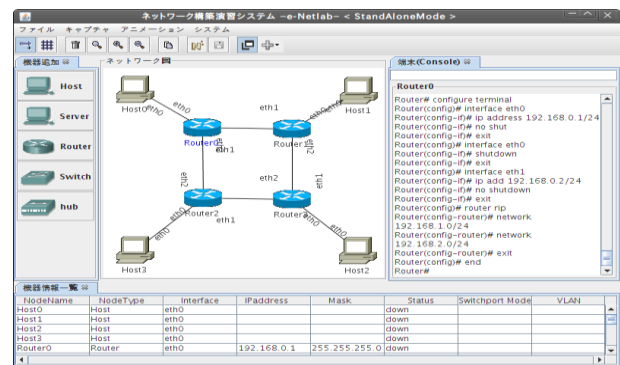 ネットワーク構築演習システム -e-Netlab- < StandAloneMode >
ファイル キャプチャ アニメーション システム
機器追加
ネットワーク図
端末(Console)
Host
Server
Router
Switch
hub
Host0
eth0
eth0
Router0
eth1
eth1
eth0
eth0
Host1
Router1
eth2
eth2
eth2
eth1
Router2
eth1
eth0
Host3
eth0
Host2
Router0
Router# configure terminal
Router(config)# interface eth0
Router(config-if)# ip address 192.168.0.1/24
Router(config-if)# no shut
Router(config-if)# exit
Router(config)# interface eth0
Router(config-if)# shutdown
Router(config-if)# exit
Router(config)# interface eth1
Router(config-if)# ip add 192.168.0.2/24
Router(config-if)# no shutdown
Router(config-if)# exit
Router(config)# router rip
Router(config-router)# network
192.168.1.0/24
Router(config-router)# network
192.168.2.0/24
Router(config-router)# exit
Router(config)# end
Router#
機器情報一覧
NodeName NodeType Interface IPaddress Mask Status Switchport Mode VLAN
Host0 Host eth0 down
Host1 Host eth0 down
Host2 Host eth0 down
Host3 Host eth0 down
Router0 Router eth0 192.168.0.1 255.255.255.0 down